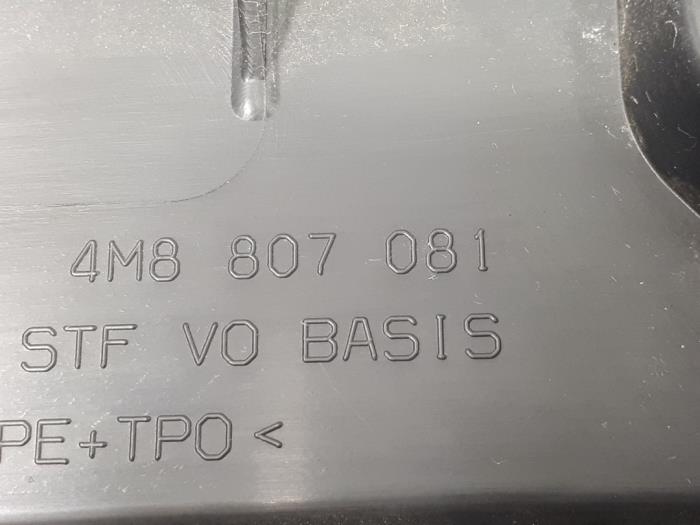 4M8 807 081
STF VO BASIS
PE+TPO<